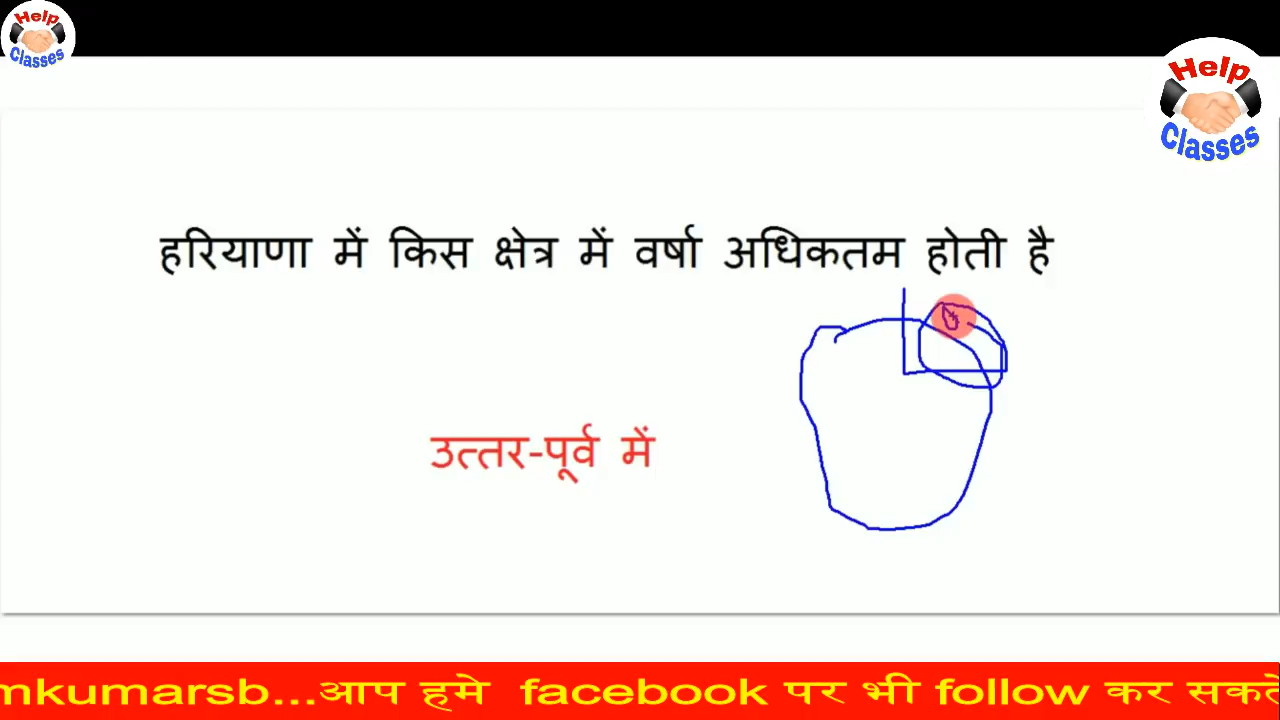 Help
Classes
Help
Classes
हरियाणा में किस क्षेत्र में वर्षा अधिकतम होती है
उत्तर-पूर्व में
mkumarsb...आप हमे facebook पर भी follow कर सकते